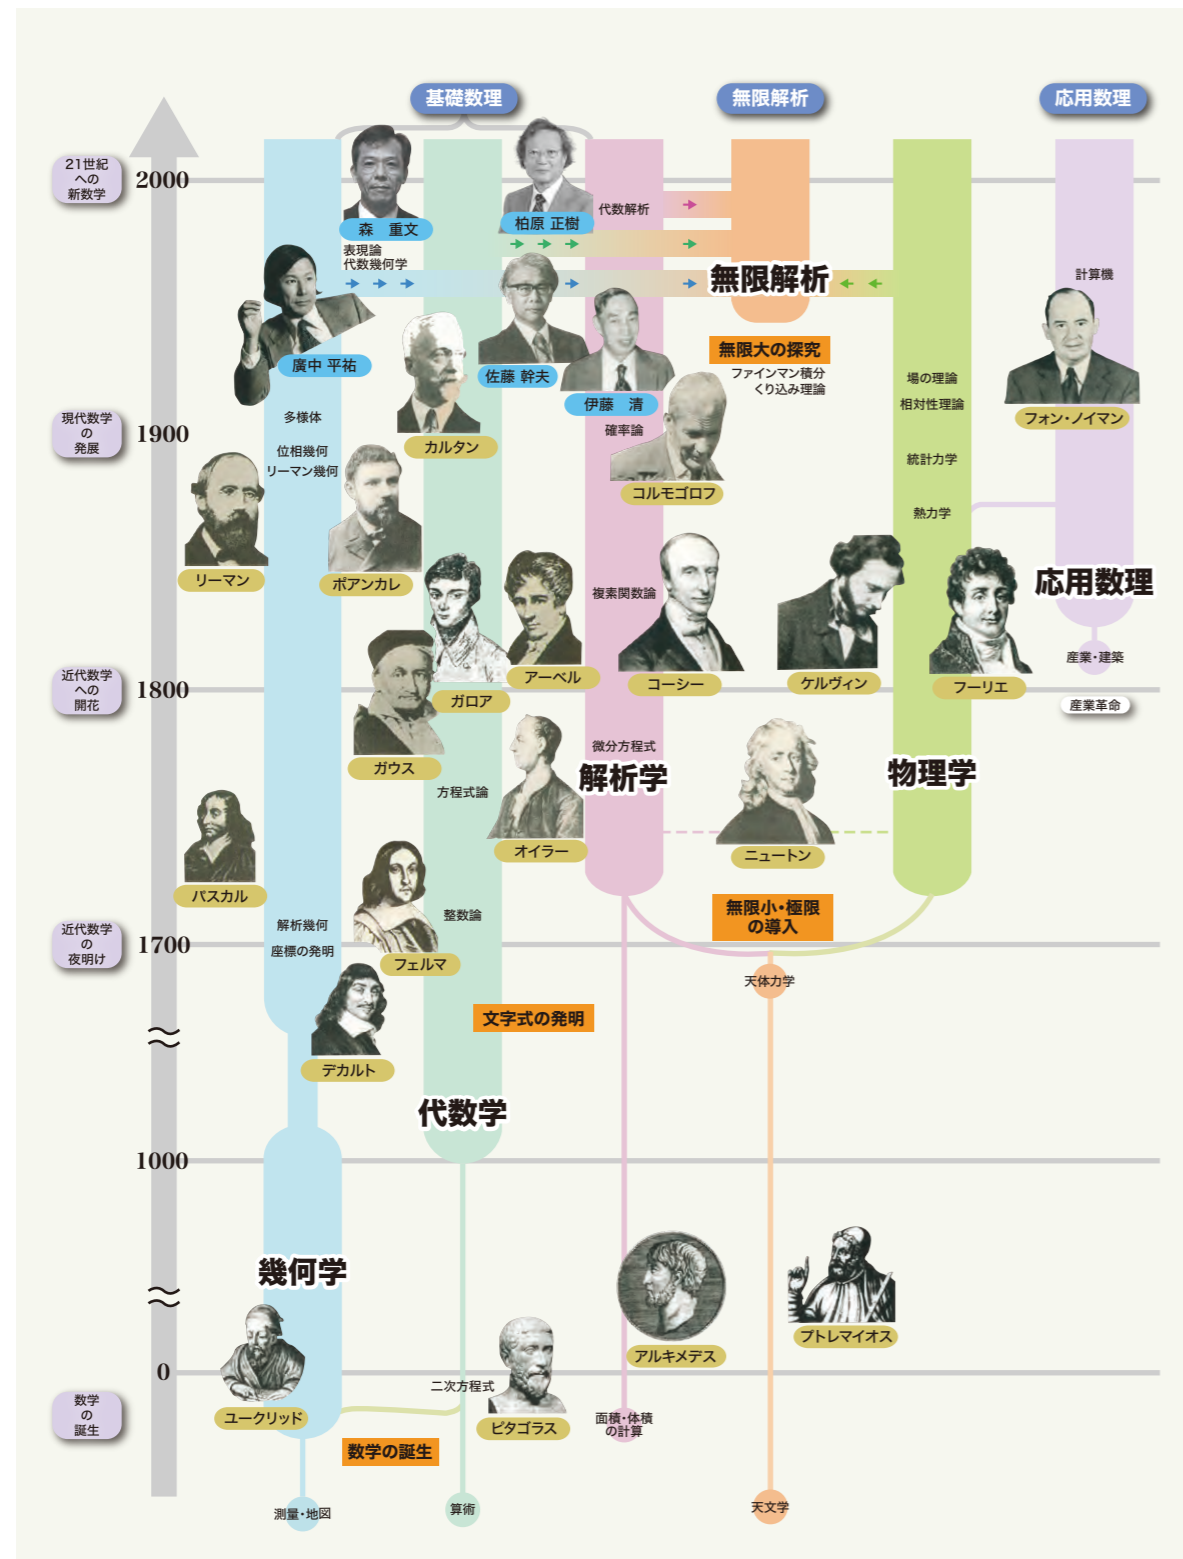 基礎数理
無限解析
応用数理
21世紀
への
新数学
2000
森　重文
柏原 正樹
代数解析
表現論
代数幾何学
無限解析
計算機
廣中 平祐
佐藤 幹夫
伊藤　清
無限大の探究
ファインマン積分
くり込み理論
場の理論
相対性理論
フォン・ノイマン
現代数学
の
発展
1900
多様体
カルタン
確率論
位相幾何
リーマン幾何
統計力学
コルモゴロフ
熱力学
リーマン
ポアンカレ
複素関数論
応用数理
産業・建築
近代数学
への
開花
1800
アーベル
コーシー
ケルヴィン
フーリエ
ガロア
産業革命
微分方程式
解析学
物理学
ガウス
方程式論
オイラー
ニュートン
パスカル
整数論
無限小・極限
の導入
解析幾何
座標の発明
近代数学
の
夜明け
1700
フェルマ
天体力学
文字式の発明
デカルト
代数学
1000
幾何学
プトレマイオス
アルキメデス
0
数学
の
誕生
二次方程式
ユークリッド
ピタゴラス
面積・体積
の計算
数学の誕生
測量・地図
算術
天文学